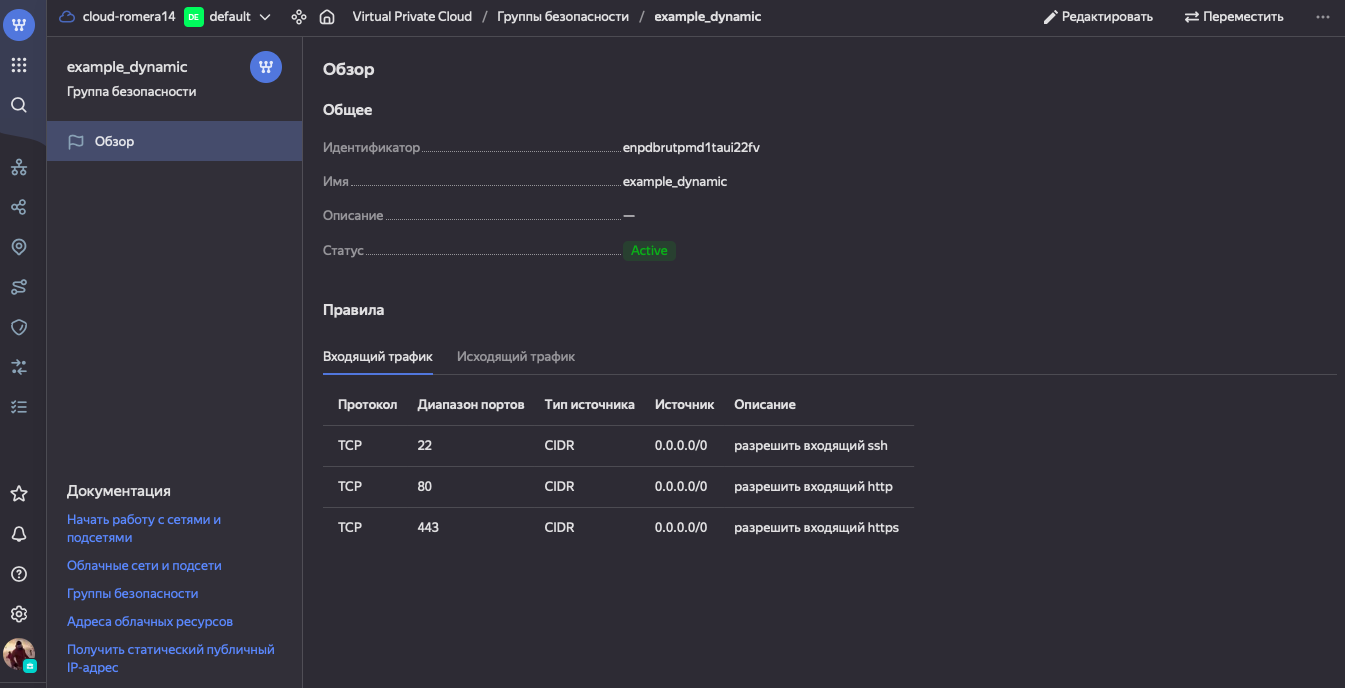 cloud-romera14 DE default Virtual Private Cloud / Группы безопасности / example_dynamic Редактировать Переместить
example_dynamic
Группа безопасности
Обзор
Документация
Начать работу с сетями и
подсетями
Облачные сети и подсети
Группы безопасности
Адреса облачных ресурсов
Получить статический публичный
IP-адрес
Обзор
Общее
Идентификатор enpdbrutpmd1taui22fv
Имя example_dynamic
Описание —
Статус Active
Правила
Входящий трафик Исходящий трафик
Протокол Диапазон портов Тип источника Источник Описание
TCP 22 CIDR 0.0.0.0/0 разрешить входящий ssh
TCP 80 CIDR 0.0.0.0/0 разрешить входящий http
TCP 443 CIDR 0.0.0.0/0 разрешить входящий https